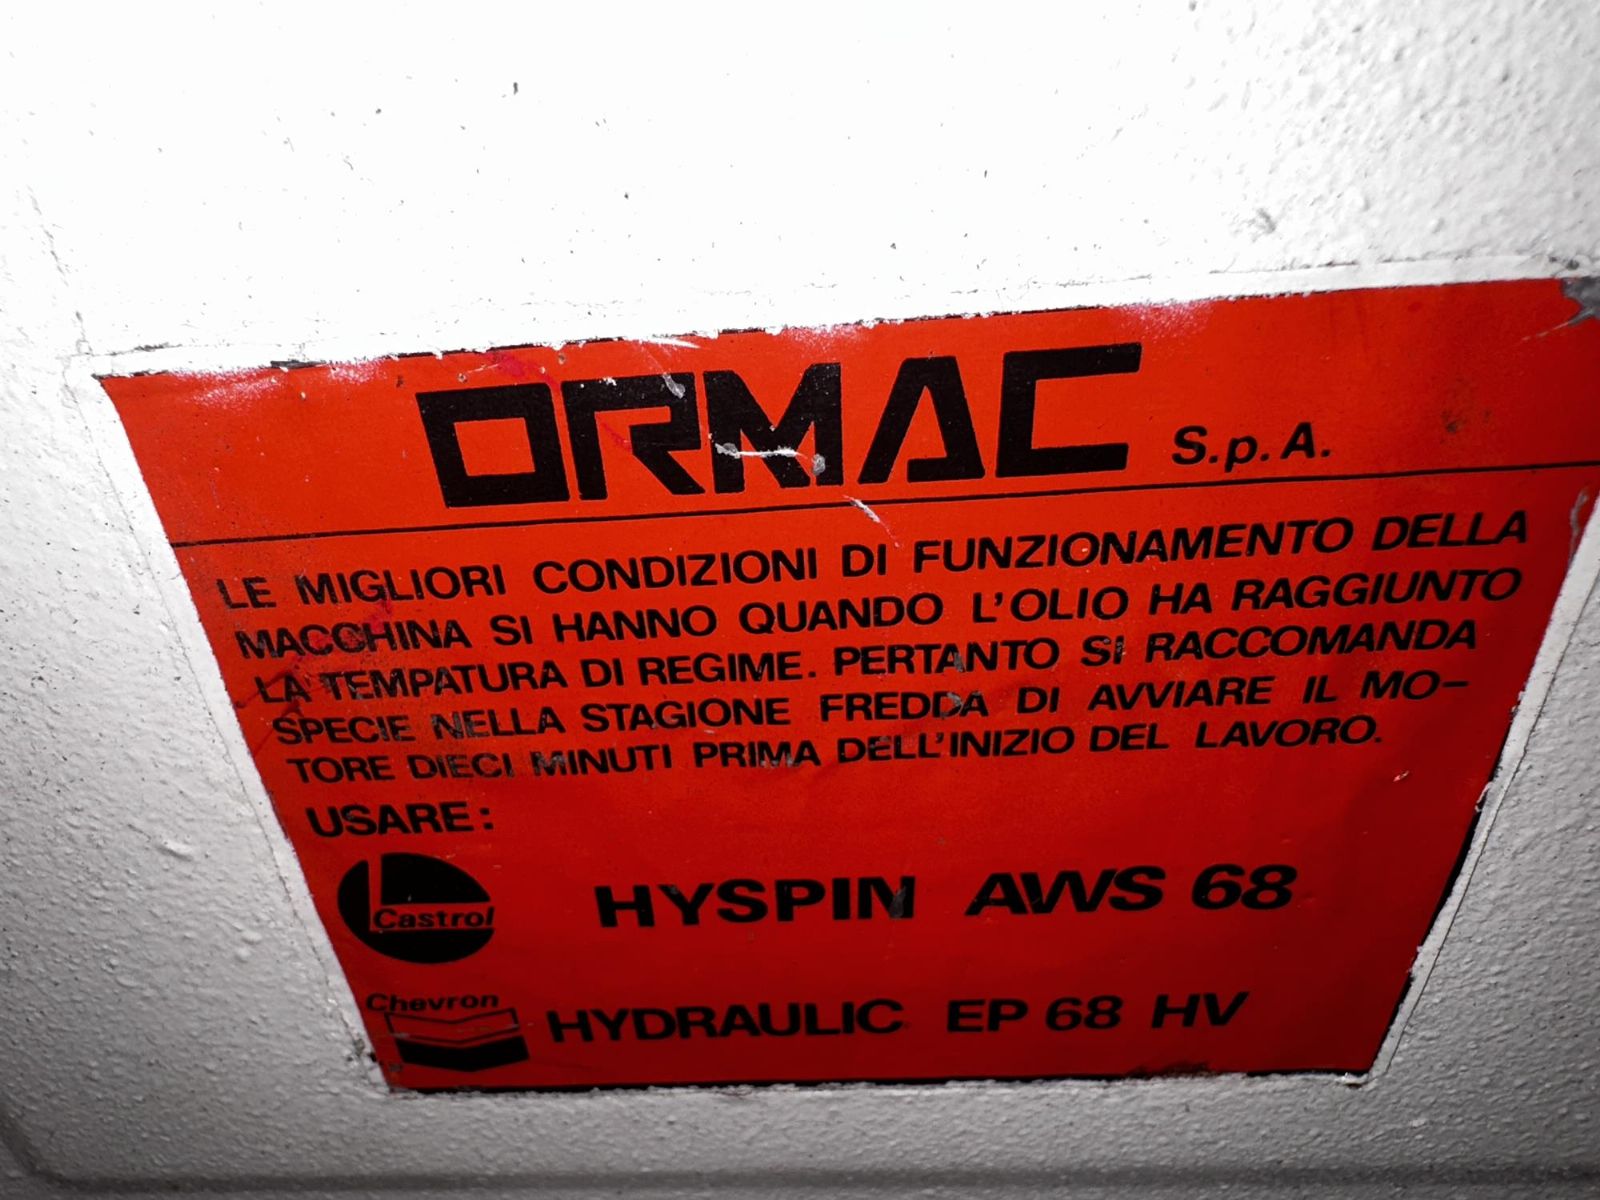 ORMAC S.p.A.
LE MIGLIORI CONDIZIONI DI FUNZIONAMENTO DELLA
MACCHINA SI HANNO QUANDO L'OLIO HA RAGGIUNTO
LA TEMPATURA DI REGIME. PERTANTO SI RACCOMANDA
SPECIE NELLA STAGIONE FREDDA DI AVVIARE IL MO-
TORE DIECI MINUTI PRIMA DELL'INIZIO DEL LAVORO.
USARE:
Castrol HYSPIN AWS 68
Chevron HYDRAULIC EP 68 HV